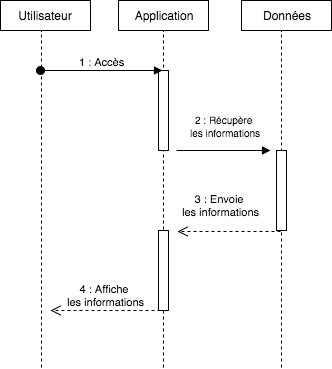 Utilisateur
Application
Données
1 : Accès
2 : Récupère
les informations
3 : Envoie
les informations
4 : Affiche
les informations